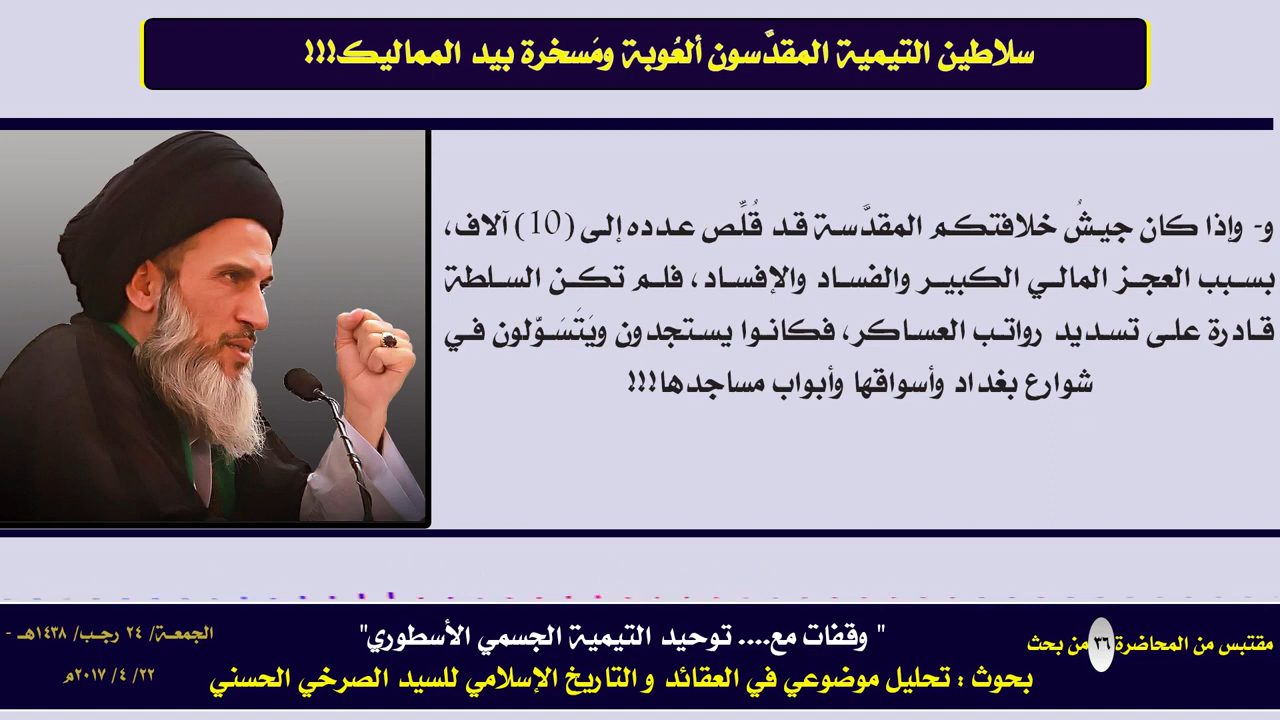 سلاطين التيمية المقدَّسون ألعُوبة ومَسخرة بيد المماليك!!!
و- وإذا كان جيشُ خلافتكم المقدَّسة قد قُلِّص عدده إلى (10) آلاف،
بسبب العجز المالي الكبير والفساد والإفساد، فلم تكن السلطة
قادرة على تسديد رواتب العساكر، فكانوا يستجدون ويَتَسَوّلون في
شوارع بغداد وأسواقها وأبواب مساجدها!!!
مقتبس من المحاضرة ٣٦ من بحث
" وقفات مع.... توحيد التيمية الجسمي الأسطوري"
الجمعة/ ٢٤ رجب/ ١٤٣٨هـ -
بحوث : تحليل موضوعي في العقائد و التاريخ الإسلامي للسيد الصرخي الحسني
٢٢/ ٤/ ٢٠١٧م